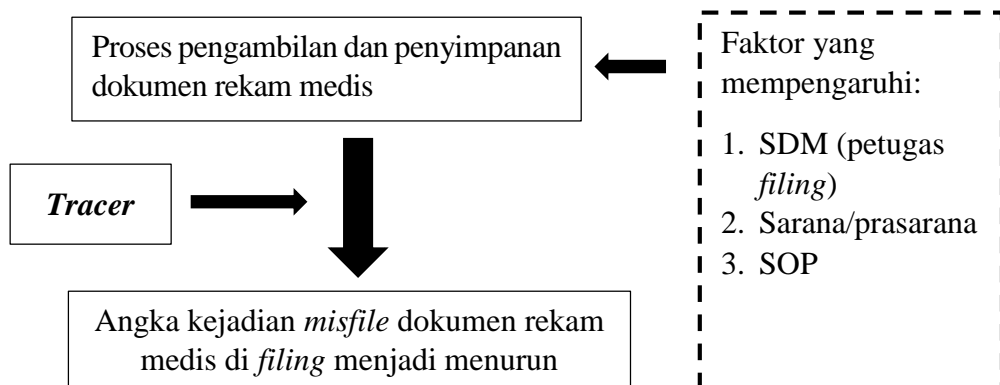 Proses pengambilan dan penyimpanan
dokumen rekam medis
Faktor yang
mempengaruhi:
1. SDM (petugas
filing)
2. Sarana/prasarana
3. SOP
Tracer
Angka kejadian misfile dokumen rekam
medis di filing menjadi menurun